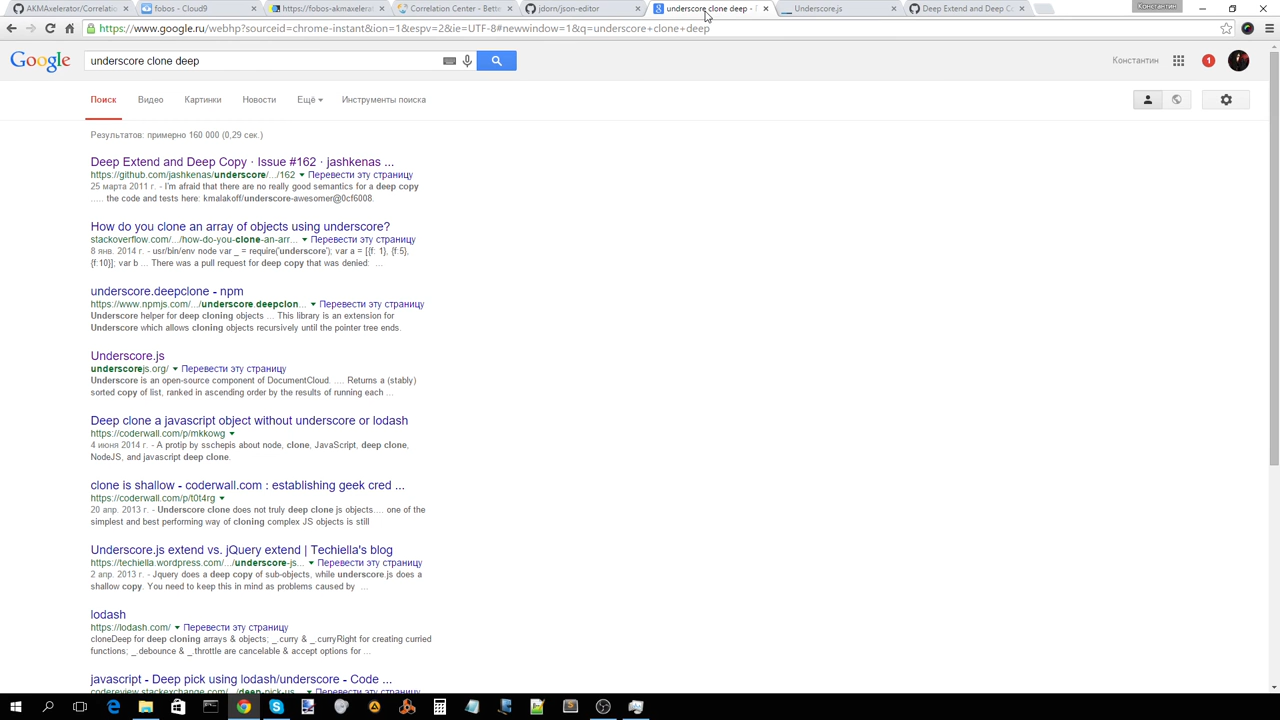 AKMAxelerator/Correlatio
fobos - Cloud9
https://fobos-akmaxelera
Correlation Center - Bette
jdorn/json-editor
underscore clone deep - П
Underscore.js
Deep Extend and Deep Co
Константин
https://www.google.ru/webhp?sourceid=chrome-instant&ion=1&espv=2&ie=UTF-8#newwindow=1&q=underscore+clone+deep
Google
underscore clone deep
Константин
1
Поиск
Видео
Картинки
Новости
Ещё
Инструменты поиска
Результатов: примерно 160 000 (0,29 сек.)
Deep Extend and Deep Copy · Issue #162 · jashkenas ...
https://github.com/jashkenas/underscore/.../162 Перевести эту страницу
25 марта 2011 г. - I'm afraid that there are no really good semantics for a deep copy
..... the code and tests here: kmalakoff/underscore-awesomer@0cf6008.
How do you clone an array of objects using underscore?
stackoverflow.com/.../how-do-you-clone-an-arr... Перевести эту страницу
8 янв. 2014 г. - usr/bin/env node var _ = require('underscore'); var a = [{f: 1}, {f:5},
{f:10}]; var b ... There was a pull request for deep copy that was denied: ...
underscore.deepclone - npm
https://www.npmjs.com/.../underscore.deepclon... Перевести эту страницу
Underscore helper for deep cloning objects ... This library is an extension for
Underscore which allows cloning objects recursively until the pointer tree ends.
Underscore.js
underscorejs.org/ Перевести эту страницу
Underscore is an open-source component of DocumentCloud. .... Returns a (stably)
sorted copy of list, ranked in ascending order by the results of running each ...
Deep clone a javascript object without underscore or lodash
https://coderwall.com/p/mkkowg
4 июня 2014 г. - A protip by sschepis about node, clone, JavaScript, deep clone,
NodeJS, and javascript deep clone.
clone is shallow - coderwall.com : establishing geek cred ...
https://coderwall.com/p/t0t4rg
20 апр. 2013 г. - Underscore clone does not truly deep clone js objects.... one of the
simplest and best performing way of cloning complex JS objects is still
Underscore.js extend vs. jQuery extend | Techiella's blog
https://techiella.wordpress.com/.../underscore-js... Перевести эту страницу
2 апр. 2013 г. - Jquery does a deep copy of sub-objects, while underscore.js does a
shallow copy. You need to keep this in mind as problems caused by ...
lodash
https://lodash.com/ Перевести эту страницу
cloneDeep for deep cloning arrays & objects; _.curry & _.curryRight for creating curried
functions; _.debounce & _.throttle are cancelable & accept options for ...
javascript - Deep pick using lodash/underscore - Code ...
codereview.stackexchange.com/.../deep-pick-us... Перевести эту страницу